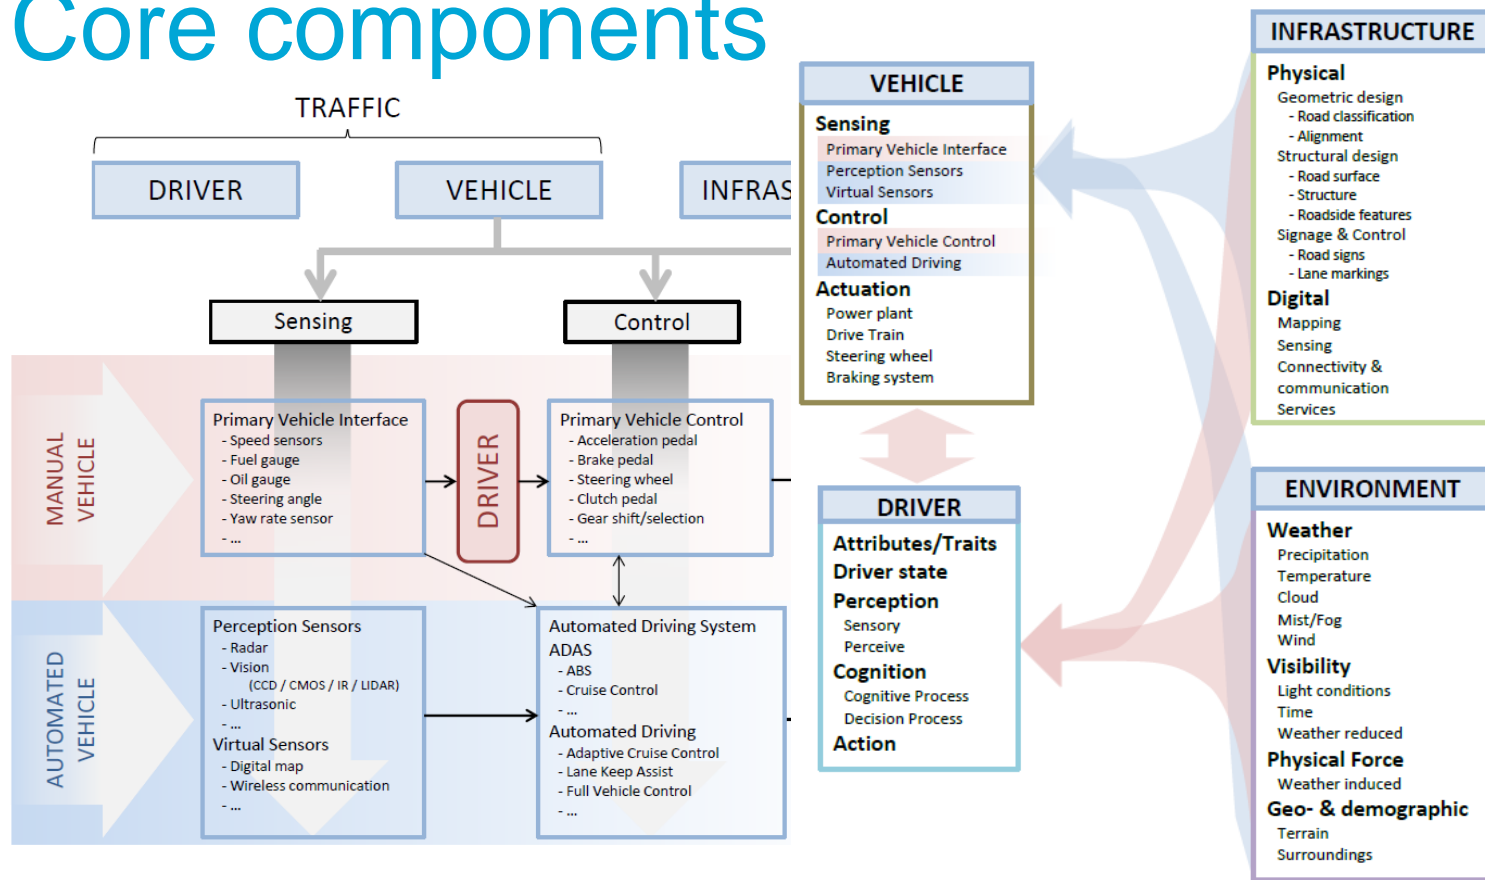 Core components
TRAFFIC
DRIVER
VEHICLE
INFRAS
Sensing
Control
MANUAL
VEHICLE
Primary Vehicle Interface
- Speed sensors
- Fuel gauge
- Oil gauge
- Steering angle
- Yaw rate sensor
- ...
DRIVER
Primary Vehicle Control
- Acceleration pedal
- Brake pedal
- Steering wheel
- Clutch pedal
- Gear shift/selection
- ...
AUTOMATED
VEHICLE
Perception Sensors
- Radar
- Vision
(CCD / CMOS / IR / LIDAR)
- Ultrasonic
- ...
Virtual Sensors
- Digital map
- Wireless communication
- ...
Automated Driving System
ADAS
- ABS
- Cruise Control
- ...
Automated Driving
- Adaptive Cruise Control
- Lane Keep Assist
- Full Vehicle Control
- ...
VEHICLE
Sensing
Primary Vehicle Interface
Perception Sensors
Virtual Sensors
Control
Primary Vehicle Control
Automated Driving
Actuation
Power plant
Drive Train
Steering wheel
Braking system
DRIVER
Attributes/Traits
Driver state
Perception
Sensory
Perceive
Cognition
Cognitive Process
Decision Process
Action
INFRASTRUCTURE
Physical
Geometric design
- Road classification
- Alignment
Structural design
- Road surface
- Structure
- Roadside features
Signage & Control
- Road signs
- Lane markings
Digital
Mapping
Sensing
Connectivity &
communication
Services
ENVIRONMENT
Weather
Precipitation
Temperature
Cloud
Mist/Fog
Wind
Visibility
Light conditions
Time
Weather reduced
Physical Force
Weather induced
Geo- & demographic
Terrain
Surroundings